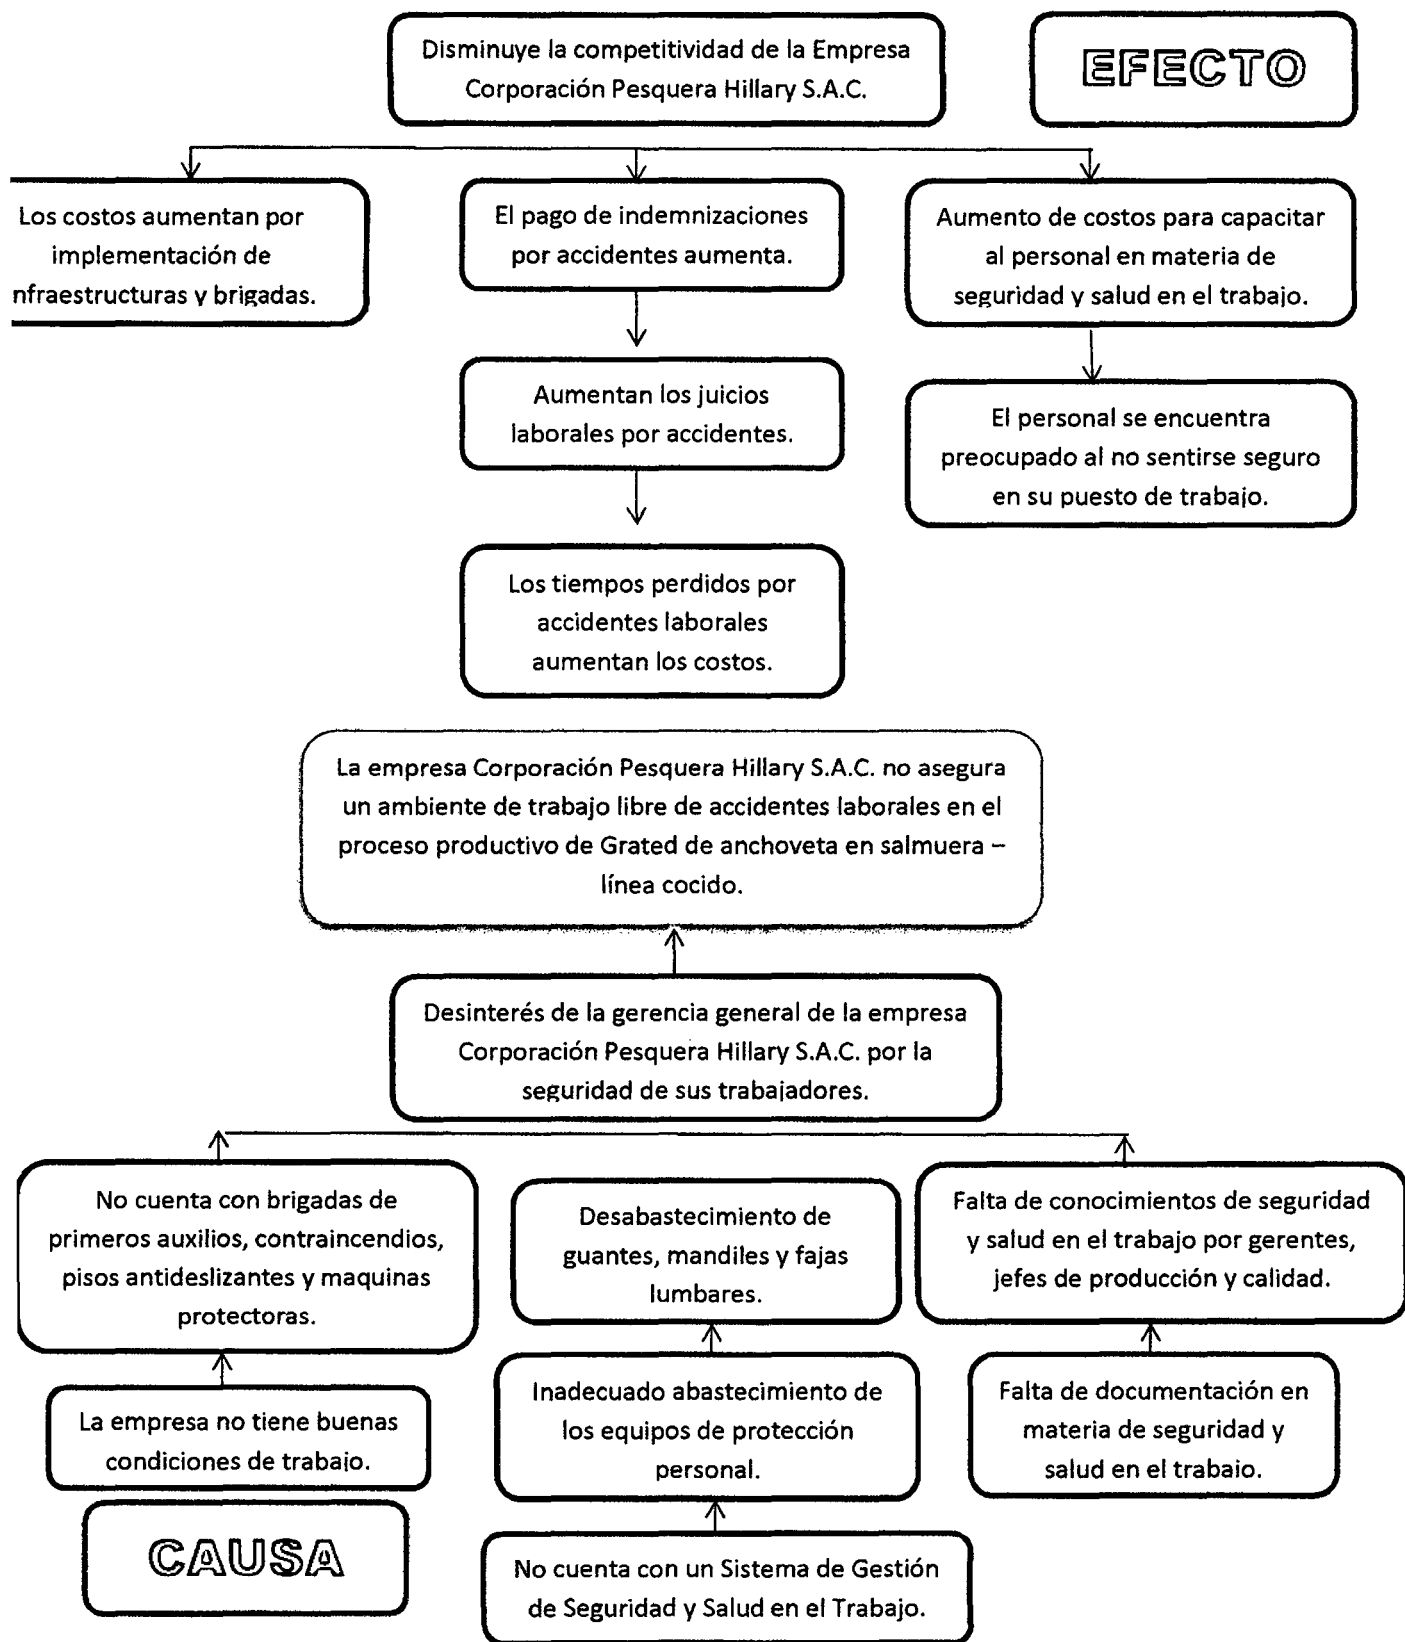 Disminuye la competitividad de la Empresa
Corporación Pesquera Hillary S.A.C.
EFECTO
Los costos aumentan por
implementación de
nfraestructuras y brigadas.
El pago de indemnizaciones
por accidentes aumenta.
Aumento de costos para capacitar
al personal en materia de
seguridad y salud en el trabajo.
Aumentan los juicios
laborales por accidentes.
El personal se encuentra
preocupado al no sentirse seguro
en su puesto de trabajo.
Los tiempos perdidos por
accidentes laborales
aumentan los costos.
La empresa Corporación Pesquera Hillary S.A.C. no asegura
un ambiente de trabajo libre de accidentes laborales en el
proceso productivo de Grated de anchoveta en salmuera –
línea cocido.
Desinterés de la gerencia general de la empresa
Corporación Pesquera Hillary S.A.C. por la
seguridad de sus trabajadores.
No cuenta con brigadas de
primeros auxilios, contraincendios,
pisos antideslizantes y maquinas
protectoras.
Desabastecimiento de
guantes, mandiles y fajas
lumbares.
Falta de conocimientos de seguridad
y salud en el trabajo por gerentes,
jefes de producción y calidad.
La empresa no tiene buenas
condiciones de trabajo.
Inadecuado abastecimiento de
los equipos de protección
personal.
Falta de documentación en
materia de seguridad y
salud en el trabajo.
CAUSA
No cuenta con un Sistema de Gestión
de Seguridad y Salud en el Trabajo.